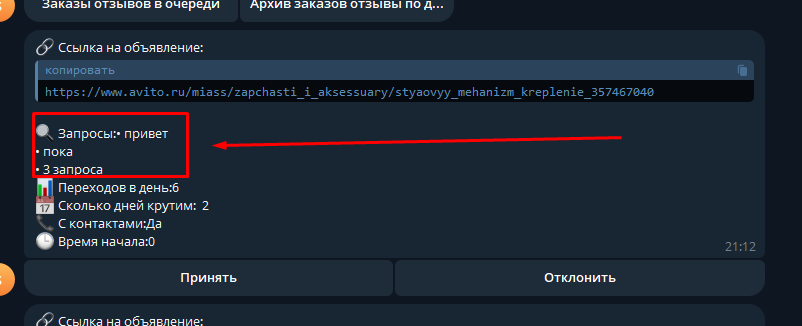 Заказы отзывов в очереди
Архив заказов отзывы по д...
Ссылка на объявление:
копировать
https://www.avito.ru/miass/zapchasti_i_aksessuary/styaovyy_mehanizm_kreplenie_357467040
Запросы:• привет
• пока
• 3 запроса
Переходов в день:6
17 Сколько дней крутим: 2
С контактами:Да
Время начала:0
21:12
Принять
Отклонить
Ссылка на объявление: